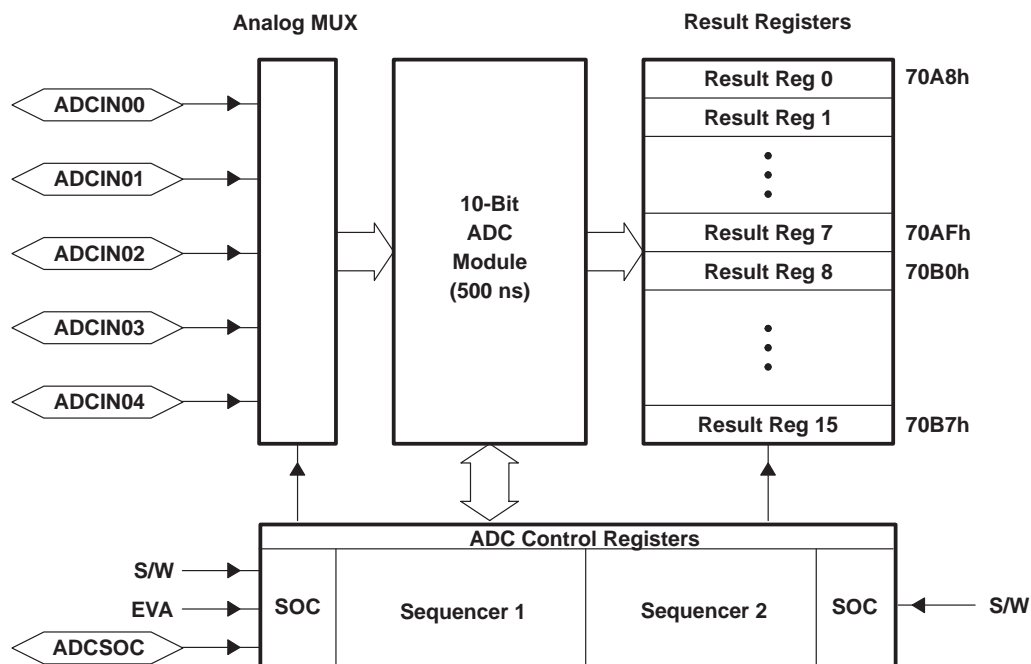 Analog MUX
Result Registers
ADCIN00
ADCIN01
ADCIN02
ADCIN03
ADCIN04
10-Bit
ADC
Module
(500 ns)
Result Reg 0
70A8h
Result Reg 1
Result Reg 7
70AFh
Result Reg 8
70B0h
Result Reg 15
70B7h
ADC Control Registers
S/W
EVA
ADCSOC
SOC
Sequencer 1
Sequencer 2
SOC
S/W